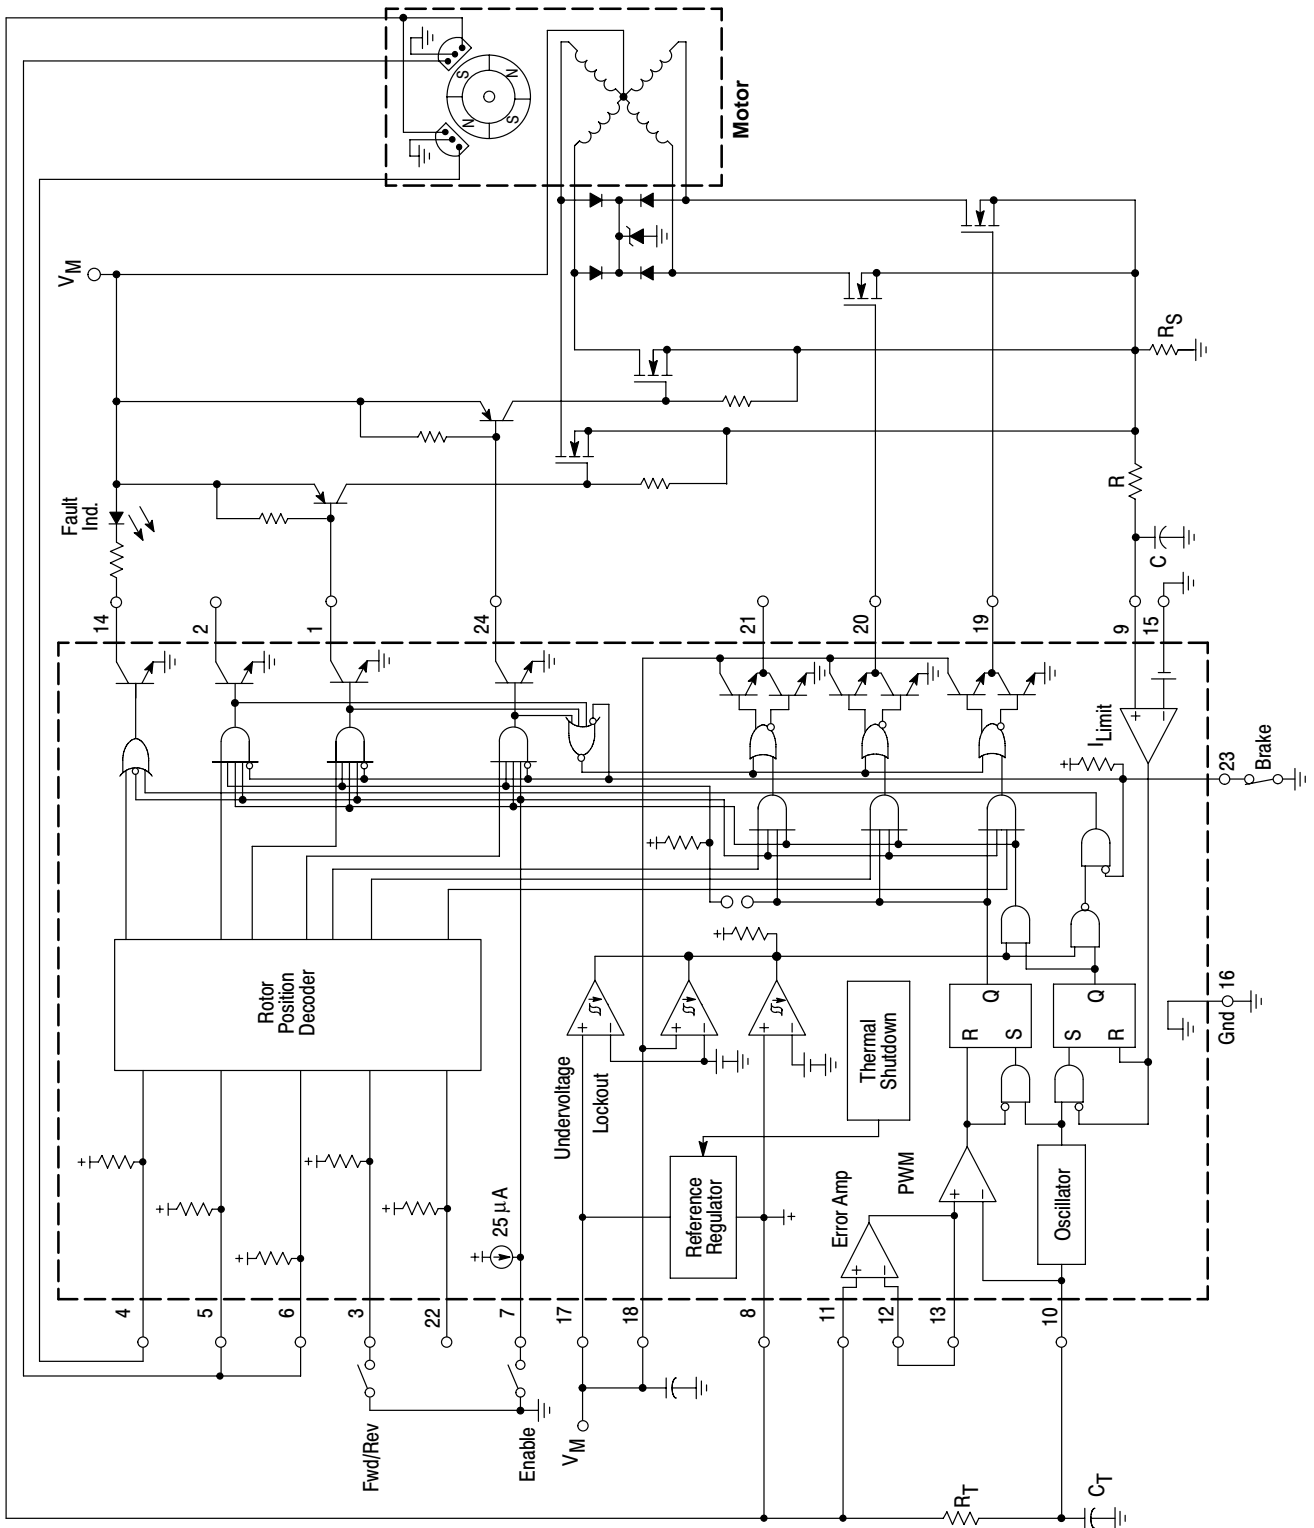 4
5
6
3
22
7
17
18
8
11
12
13
10
Fwd/Rev
Enable
VM
RT
CT
Rotor
Position
Decoder
25 μA
Undervoltage
Lockout
Reference
Regulator
Thermal
Shutdown
Error Amp
PWM
Oscillator
R
Q
S
S
Q
R
ILimit
Gnd 16
23
Brake
14
2
1
24
21
20
19
9
15
Fault
Ind.
VM
R
C
RS
N
S
S
N
Motor